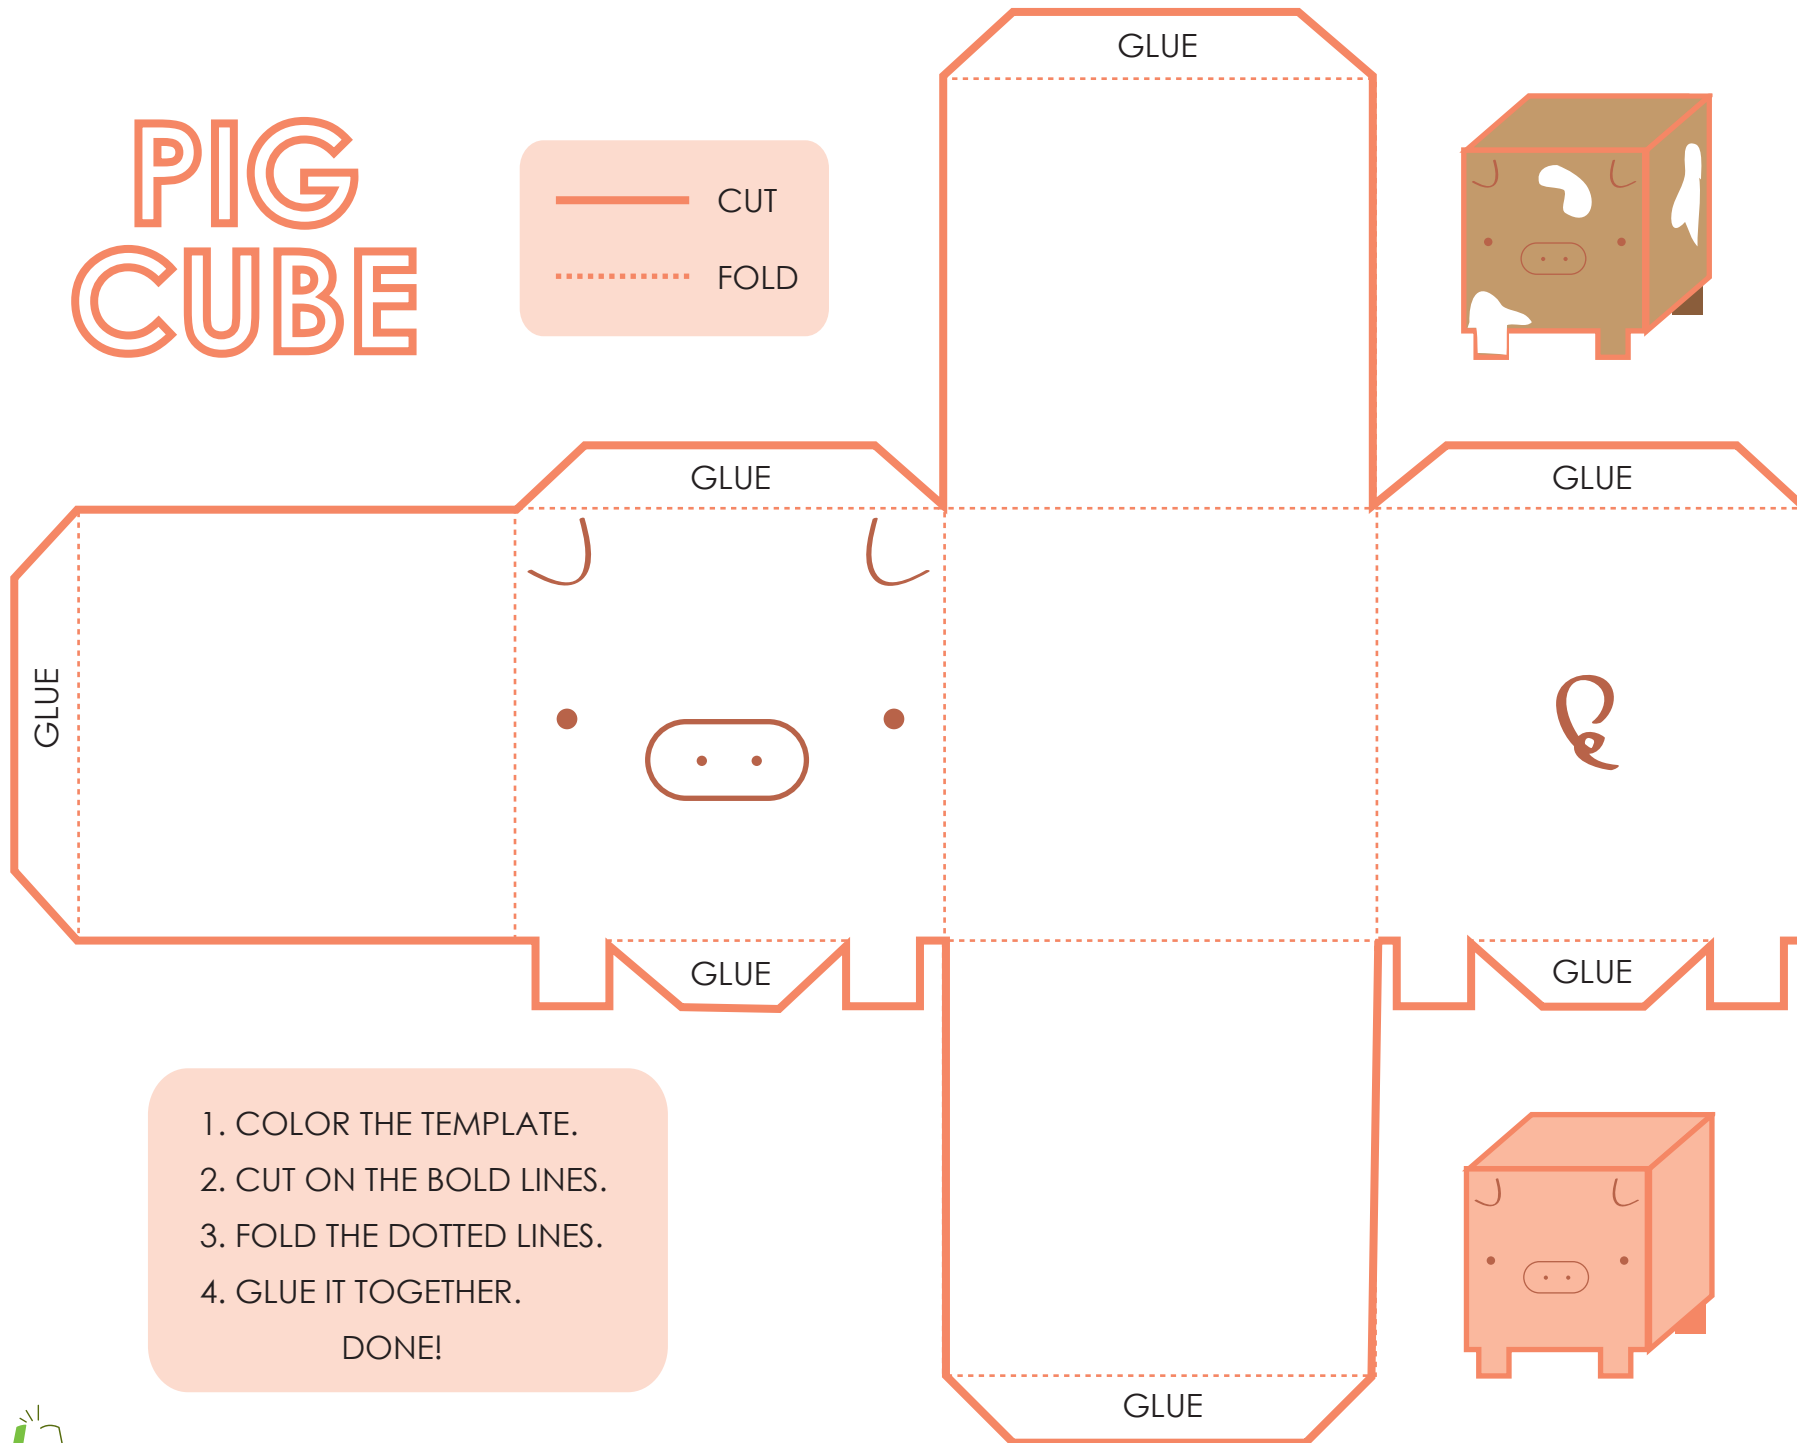 GLUE
PIG
CUBE
CUT
FOLD
GLUE
GLUE
GLUE
GLUE
GLUE
1. COLOR THE TEMPLATE.
2. CUT ON THE BOLD LINES.
3. FOLD THE DOTTED LINES.
4. GLUE IT TOGETHER.
DONE!
GLUE